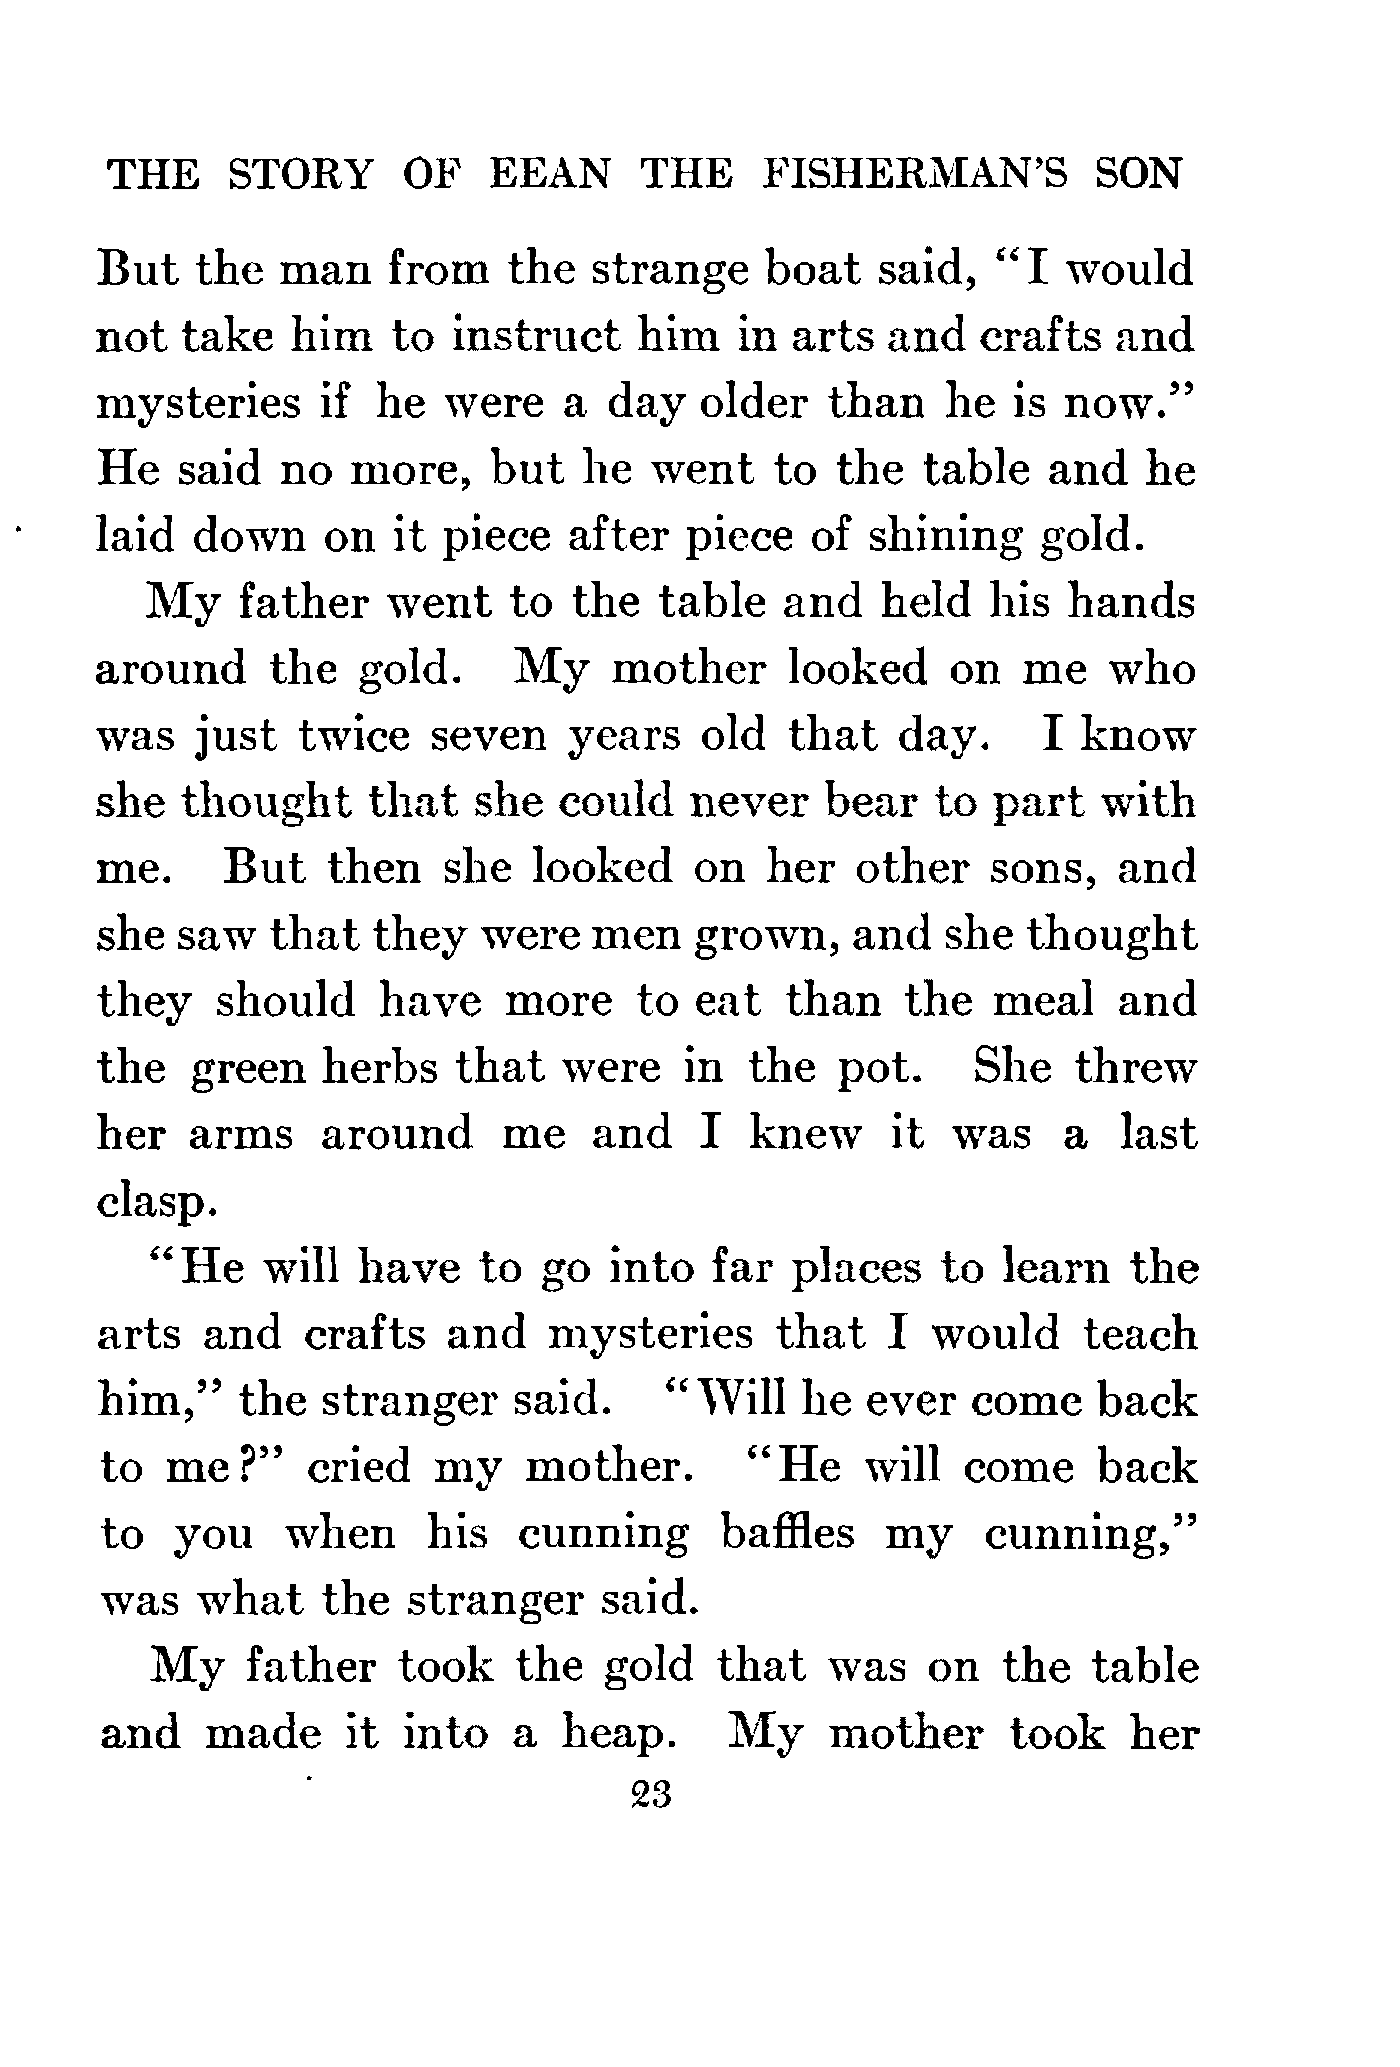 THE STORY OF EEAN THE FISHERMAN'S SON
But the man from the strange boat said, "I would
not take him to instruct him in arts and crafts and
mysteries if he were a day older than he is now."
He said no more, but he went to the table and he
laid down on it piece after piece of shining gold.
My father went to the table and held his hands
around the gold. My mother looked on me who
was just twice seven years old that day. I know
she thought that she could never bear to part with
me. But then she looked on her other sons, and
she saw that they were men grown, and she thought
they should have more to eat than the meal and
the green herbs that were in the pot. She threw
her arms around me and I knew it was a last
clasp.
"He will have to go into far places to learn the
arts and crafts and mysteries that I would teach
him," the stranger said. "Will he ever come back
to me?" cried my mother. "He will come back
to you when his cunning baffles my cunning,"
was what the stranger said.
My father took the gold that was on the table
and made it into a heap. My mother took her
23